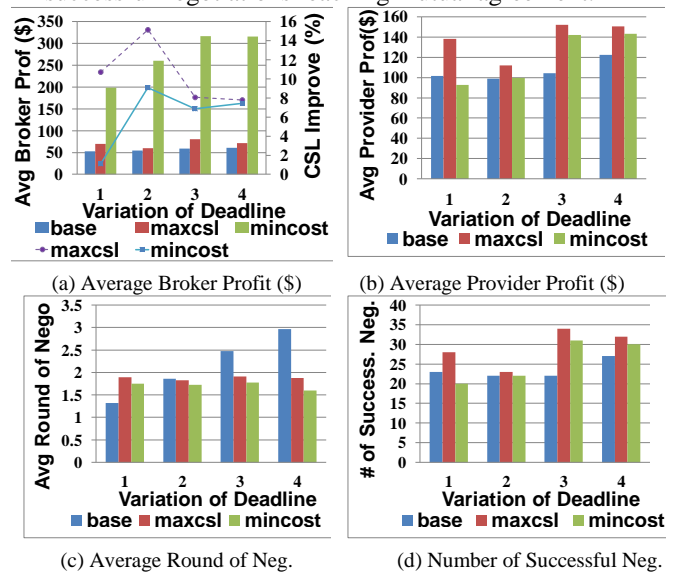 350
300
250
200
150
100
50
0
Avg Broker Prof ($)
16
14
12
10
8
6
4
2
0
CSL Improve (%)
1 2 3 4
Variation of Deadline
base maxcsl mincost
maxcsl mincost
(a) Average Broker Profit ($)
160
140
120
100
80
60
40
20
0
Avg Provider Prof($)
1 2 3 4
Variation of Deadline
base maxcsl mincost
(b) Average Provider Profit ($)
3.5
3
2.5
2
1.5
1
0.5
0
Avg Round of Nego
1 2 3 4
Variation of Deadline
base maxcsl mincost
(c) Average Round of Neg.
40
35
30
25
20
15
10
5
0
# of Success. Neg.
1 2 3 4
Variation of Deadline
base maxcsl mincost
(d) Number of Successful Neg.